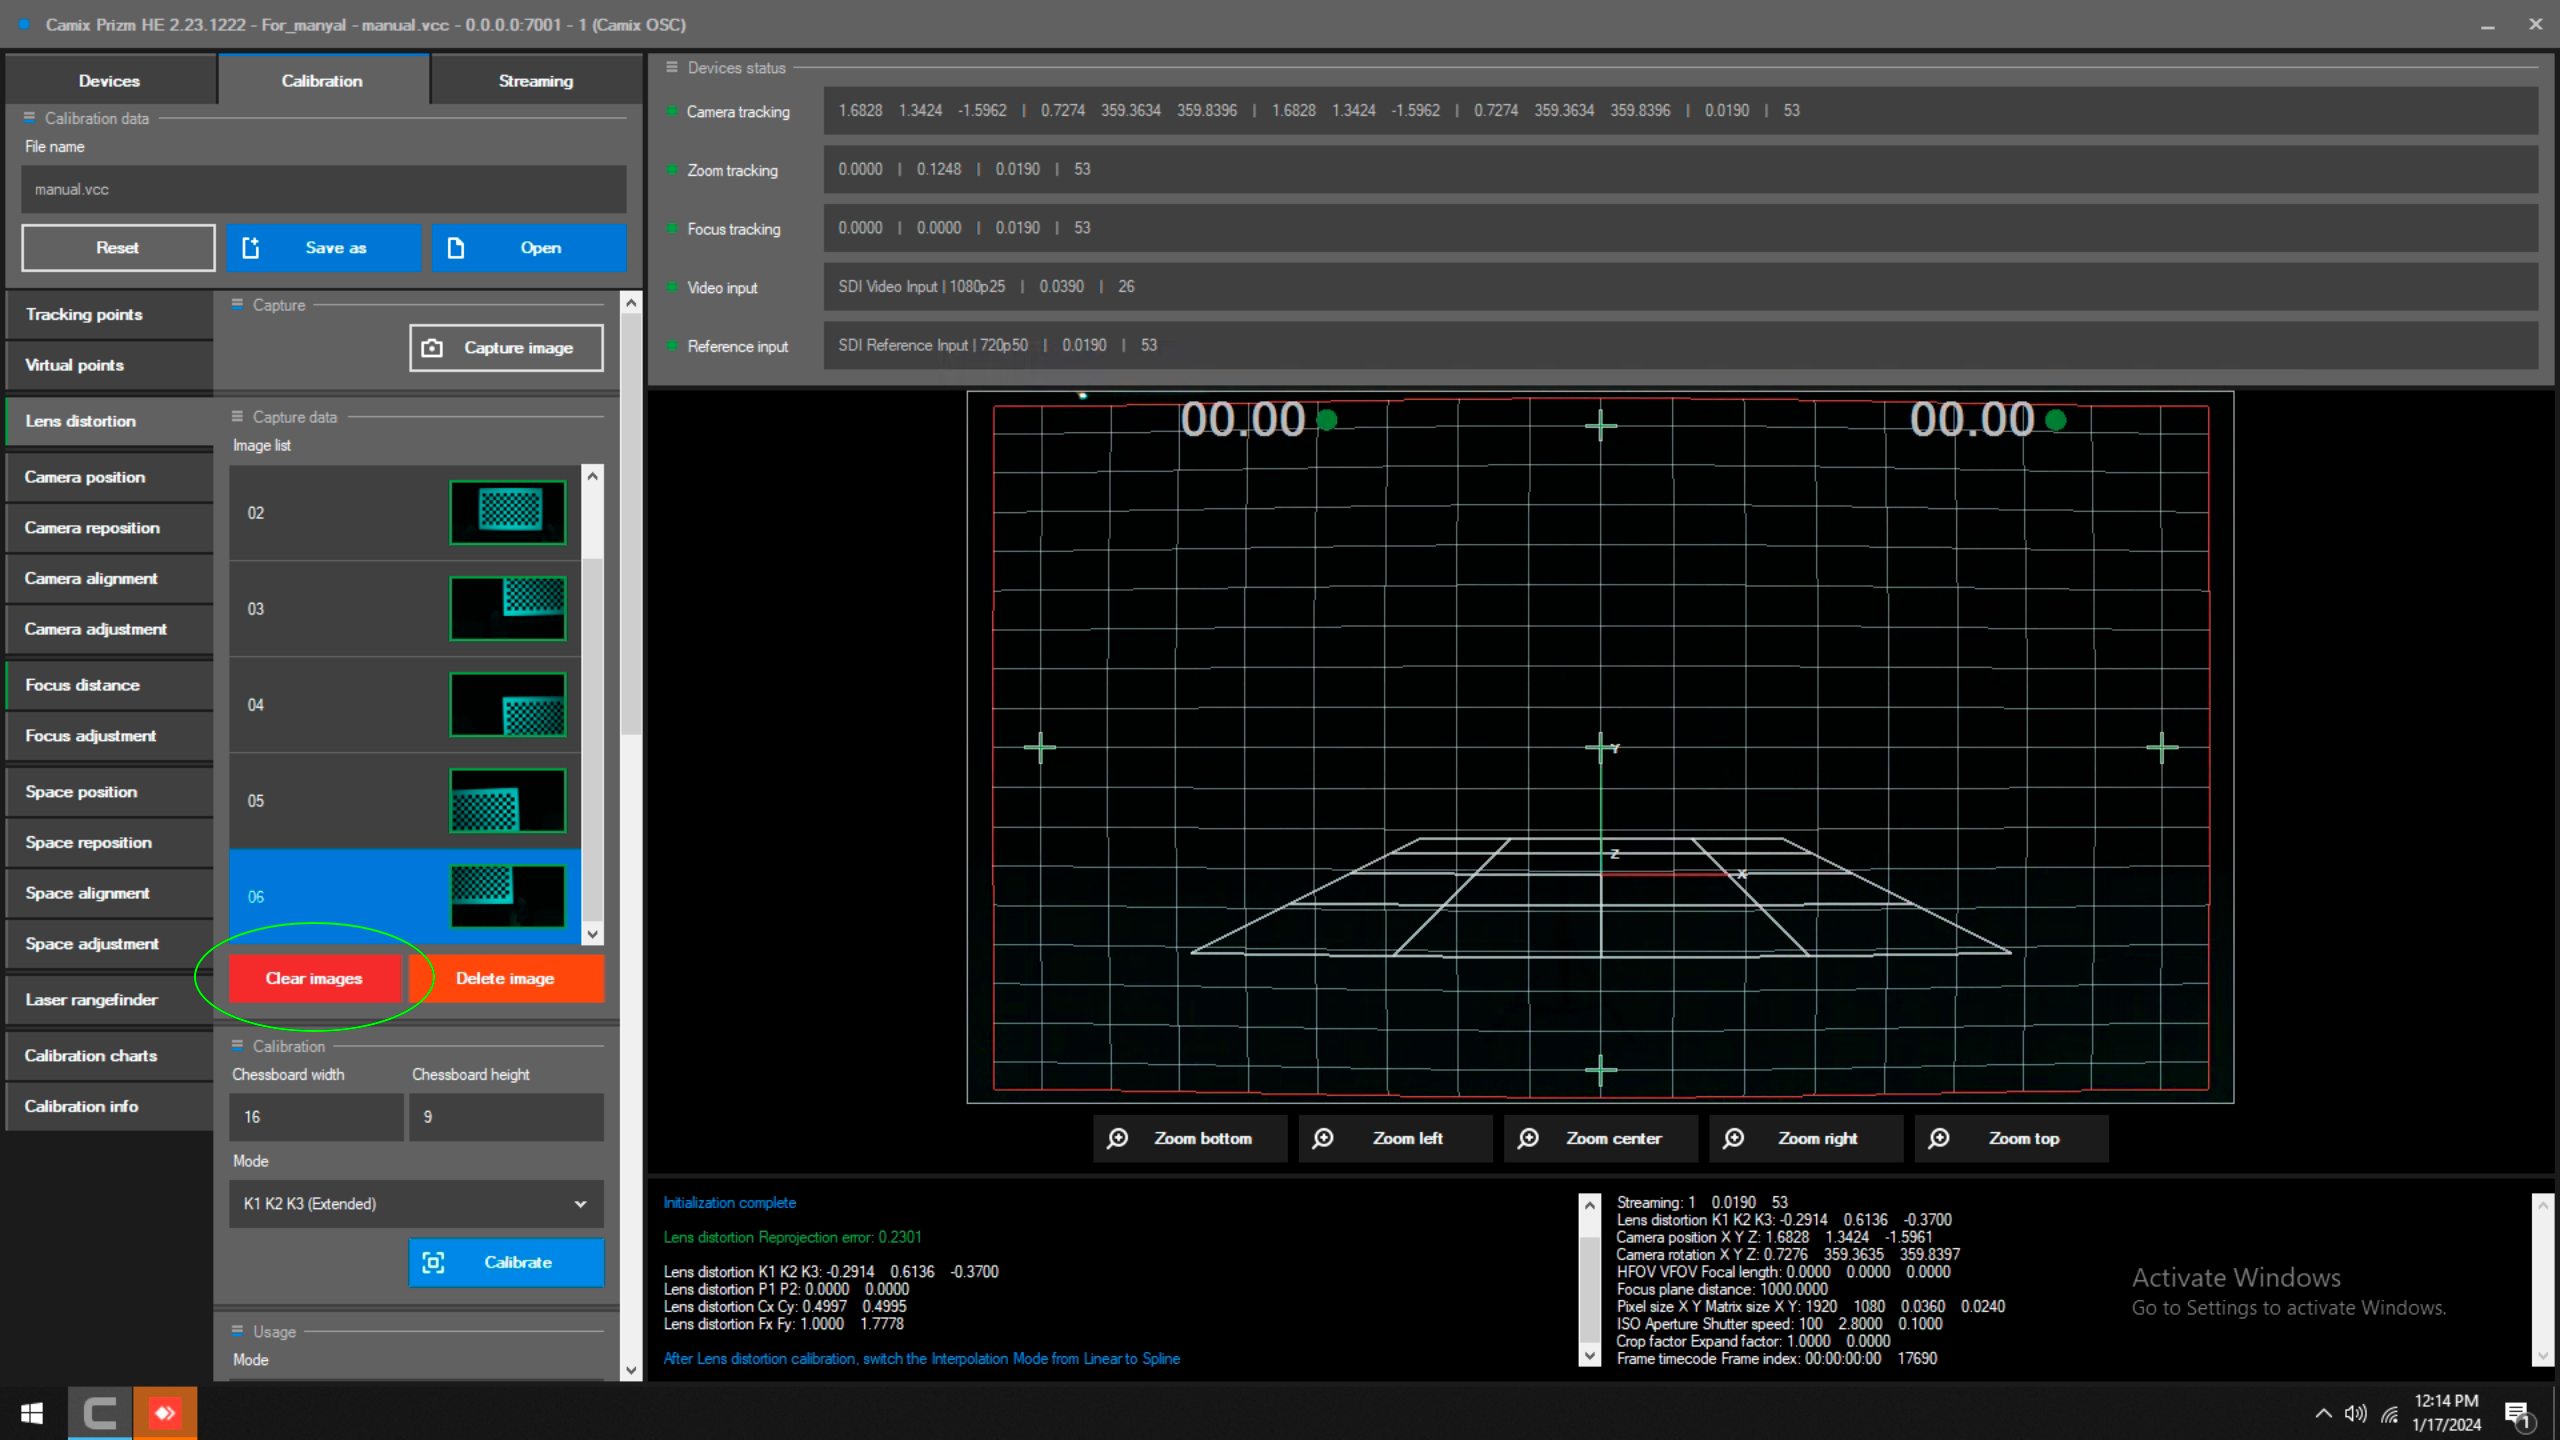 Camix Prizm HE 2.23.1222 - For_manyal - manual.vcc - 0.0.0.0:7001 - 1 (Camix OSC)
Devices
Calibration
Streaming
Calibration data
File name
manual.vcc
Reset
Save as
Open
Tracking points
Virtual points
Lens distortion
Camera position
Camera reposition
Camera alignment
Camera adjustment
Focus distance
Focus adjustment
Space position
Space reposition
Space alignment
Space adjustment
Laser rangefinder
Calibration charts
Calibration info
Capture
Capture image
Capture data
Image list
02
03
04
05
06
Clear images
Delete image
Calibration
Chessboard width
Chessboard height
16
9
Mode
K1 K2 K3 (Extended)
Calibrate
Usage
Mode
Devices status
Camera tracking
1.6828 1.3424 -1.5962 | 0.7274 359.3634 359.8396 | 1.6828 1.3424 -1.5962 | 0.7274 359.3634 359.8396 | 0.0190 | 53
Zoom tracking
0.0000 | 0.1248 | 0.0190 | 53
Focus tracking
0.0000 | 0.0000 | 0.0190 | 53
Video input
SDI Video Input | 1080p25 | 0.0390 | 26
Reference input
SDI Reference Input | 720p50 | 0.0190 | 53
00.00
00.00
Y
Z
X
Zoom bottom
Zoom left
Zoom center
Zoom right
Zoom top
Initialization complete
Lens distortion Reprojection error: 0.2301
Lens distortion K1 K2 K3: -0.2914 0.6136 -0.3700
Lens distortion P1 P2: 0.0000 0.0000
Lens distortion Cx Cy: 0.4997 0.4995
Lens distortion Fx Fy: 1.0000 1.7778
After Lens distortion calibration, switch the Interpolation Mode from Linear to Spline
Streaming: 1 0.0190 53
Lens distortion K1 K2 K3: -0.2914 0.6136 -0.3700
Camera position X Y Z: 1.6828 1.3424 -1.5961
Camera rotation X Y Z: 0.7276 359.3635 359.8397
HFOV VFOV Focal length: 0.0000 0.0000 0.0000
Focus plane distance: 1000.0000
Pixel size X Y Matrix size X Y: 1920 1080 0.0360 0.0240
ISO Aperture Shutter speed: 100 2.8000 0.1000
Crop factor Expand factor: 1.0000 0.0000
Frame timecode Frame index: 00:00:00:00 17690
Activate Windows
Go to Settings to activate Windows.
12:14 PM
1/17/2024
1